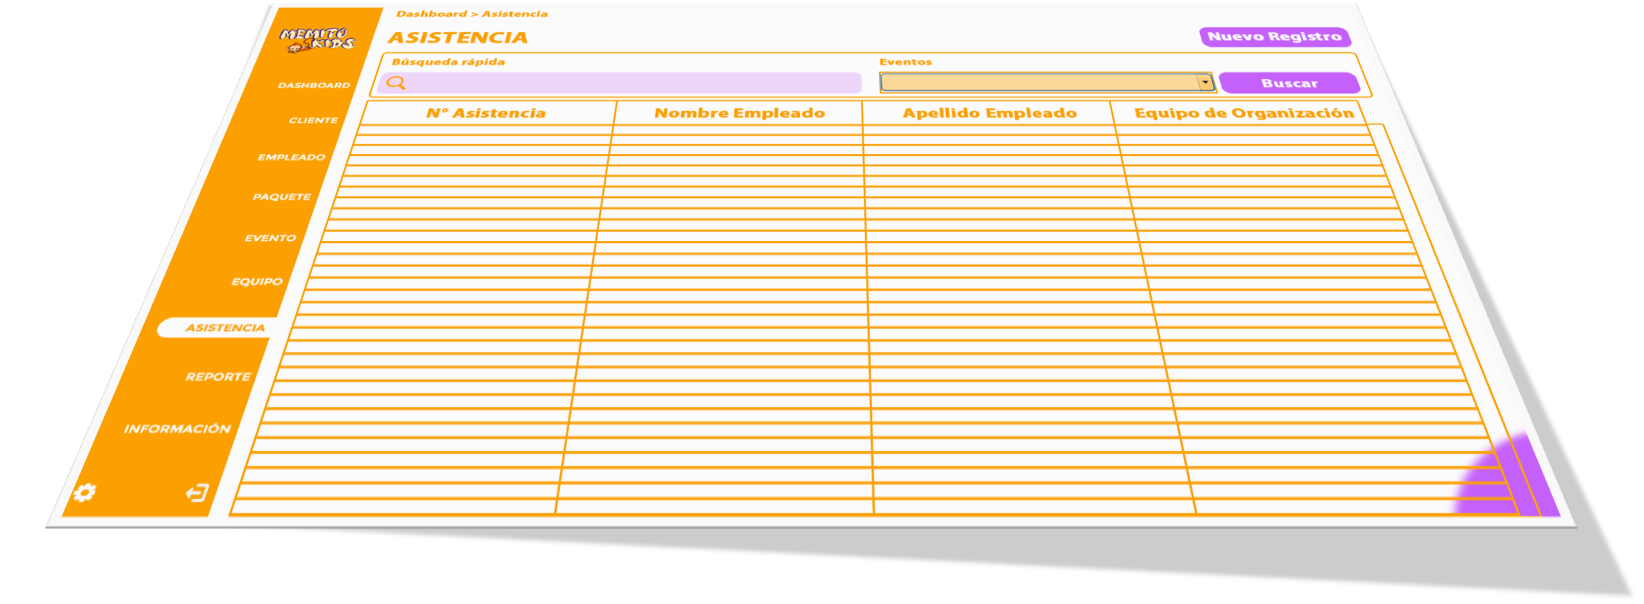 MEMITO
KIDS
DASHBOARD
CLIENTE
EMPLEADO
PAQUETE
EVENTO
EQUIPO
ASISTENCIA
REPORTE
INFORMACIÓN
Dashboard > Asistencia
ASISTENCIA
Nuevo Registro
Búsqueda rápida
Eventos
Buscar
Nº Asistencia
Nombre Empleado
Apellido Empleado
Equipo de Organización